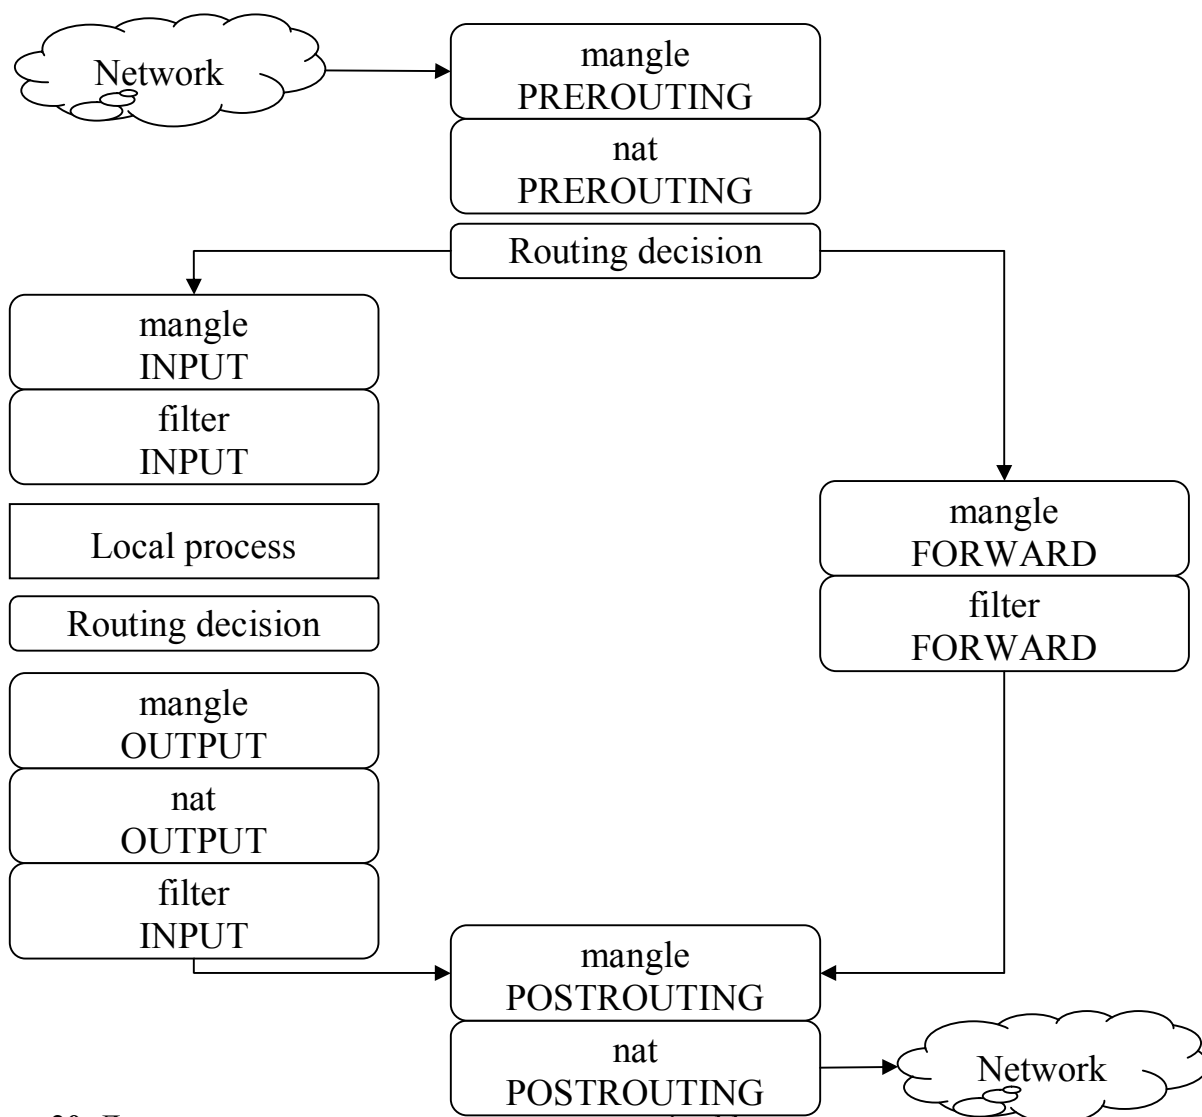 Network
mangle
PREROUTING
nat
PREROUTING
Routing decision
mangle
INPUT
filter
INPUT
Local process
Routing decision
mangle
OUTPUT
nat
OUTPUT
filter
INPUT
mangle
FORWARD
filter
FORWARD
mangle
POSTROUTING
nat
POSTROUTING
Network